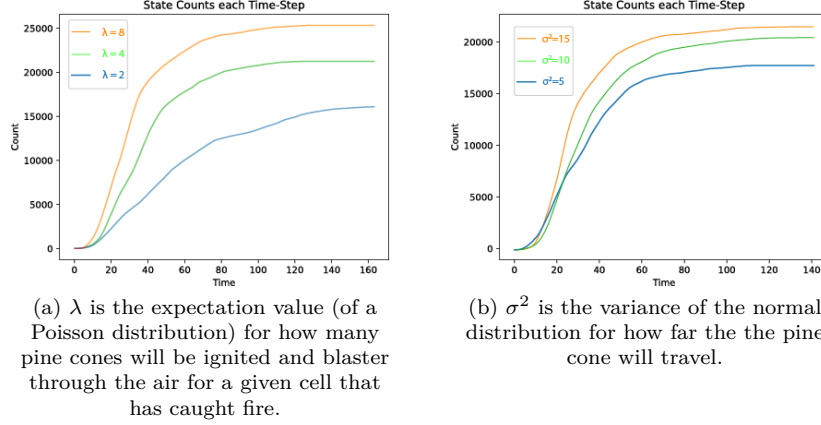 State Counts each Time-Step
25000
20000
15000
10000
5000
0
Count
λ = 8
λ = 4
λ = 2
0 20 40 60 80 100 120 140 160
Time
(a) λ is the expectation value (of a
Poisson distribution) for how many
pine cones will be ignited and blaster
through the air for a given cell that
has caught fire.
State Counts each Time-Step
20000
15000
10000
5000
0
Count
σ²=15
σ²=10
σ²=5
0 20 40 60 80 100 120 140
Time
(b) σ² is the variance of the normal
distribution for how far the the pine
cone will travel.